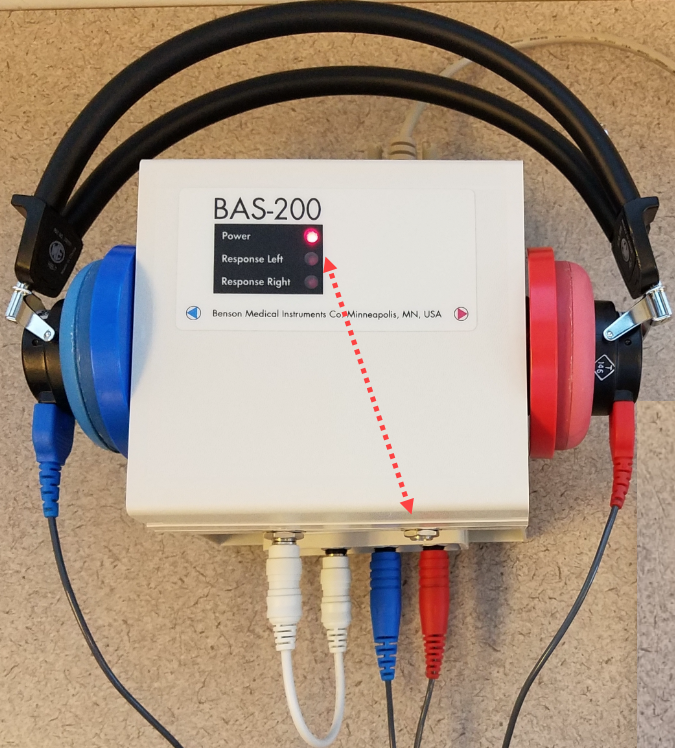 BAS-200
Power
Response Left
Response Right
Benson Medical Instruments Co. Minneapolis, MN, USA